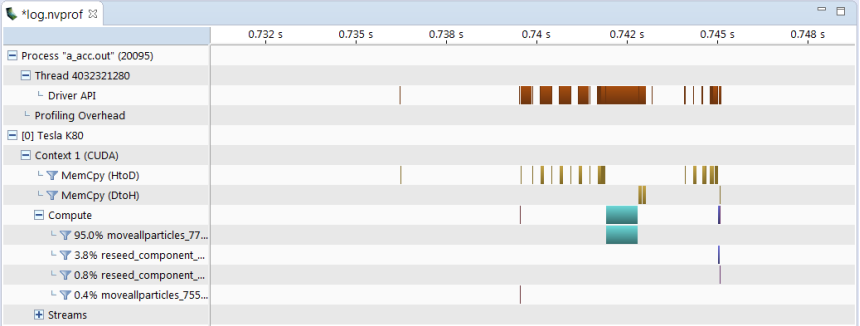 *log.nvprof
0.732 s 0.735 s 0.738 s 0.74 s 0.742 s 0.745 s 0.748 s
Process "a_acc.out" (20095)
Thread 4032321280
Driver API
Profiling Overhead
[0] Tesla K80
Context 1 (CUDA)
MemCpy (HtoD)
MemCpy (DtoH)
Compute
95.0% moveallparticles_77...
3.8% reseed_component_...
0.8% reseed_component_...
0.4% moveallparticles_755...
Streams